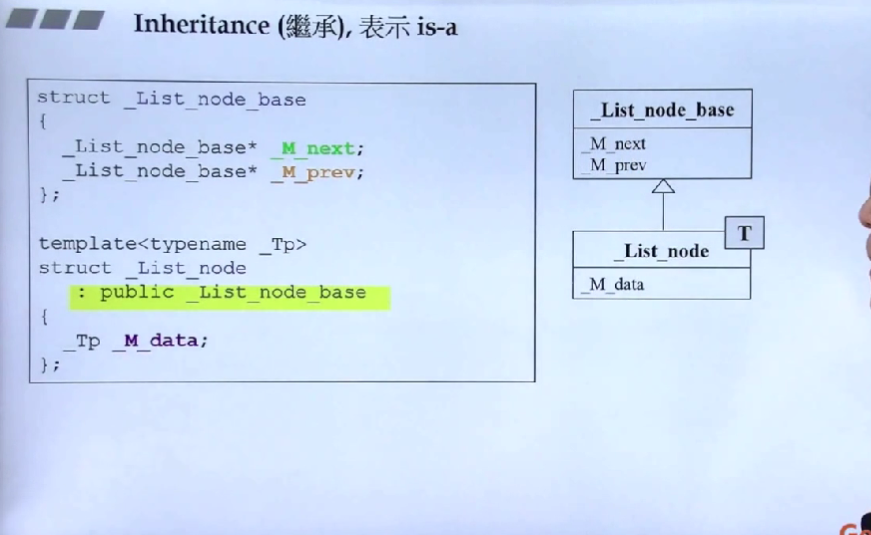 Inheritance (繼承), 表示 is-a
struct _List_node_base
{
_List_node_base* _M_next;
_List_node_base* _M_prev;
};
template<typename _Tp>
struct _List_node
: public _List_node_base
{
_Tp _M_data;
};
_List_node_base
_M_next
_M_prev
T
_List_node
_M_data